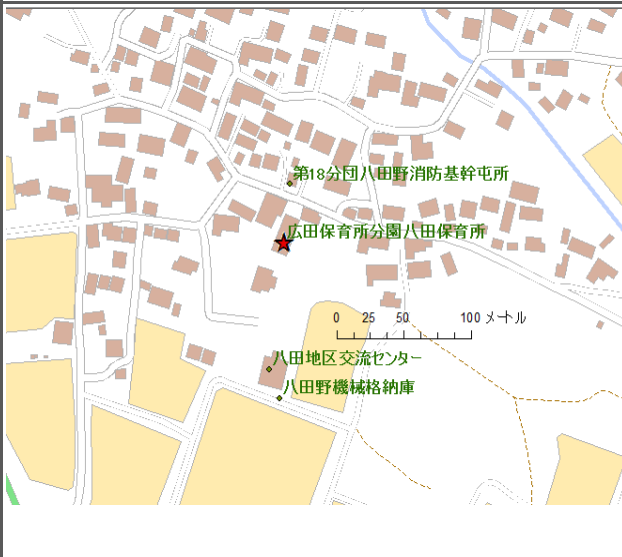 第18分団八田野消防基幹屯所
広田保育所分園八田保育所
0 25 50 100 メートル
八田地区交流センター
八田野機械格納庫